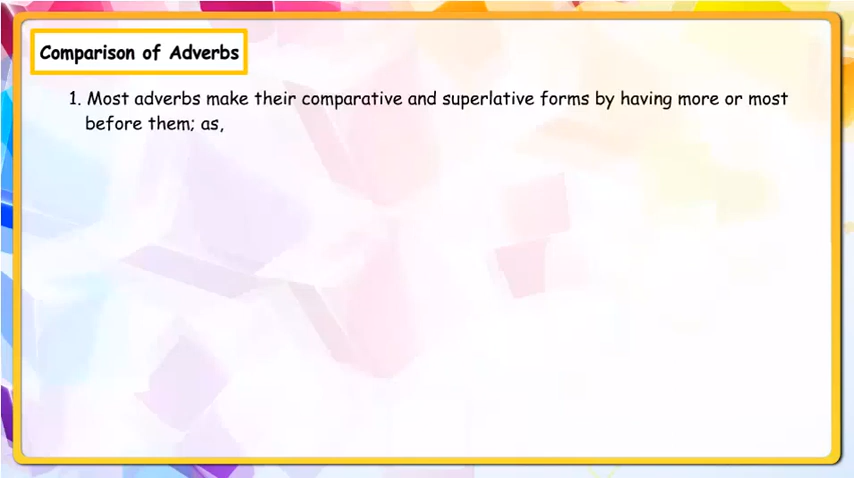 Comparison of Adverbs
1. Most adverbs make their comparative and superlative forms by having more or most
before them; as,